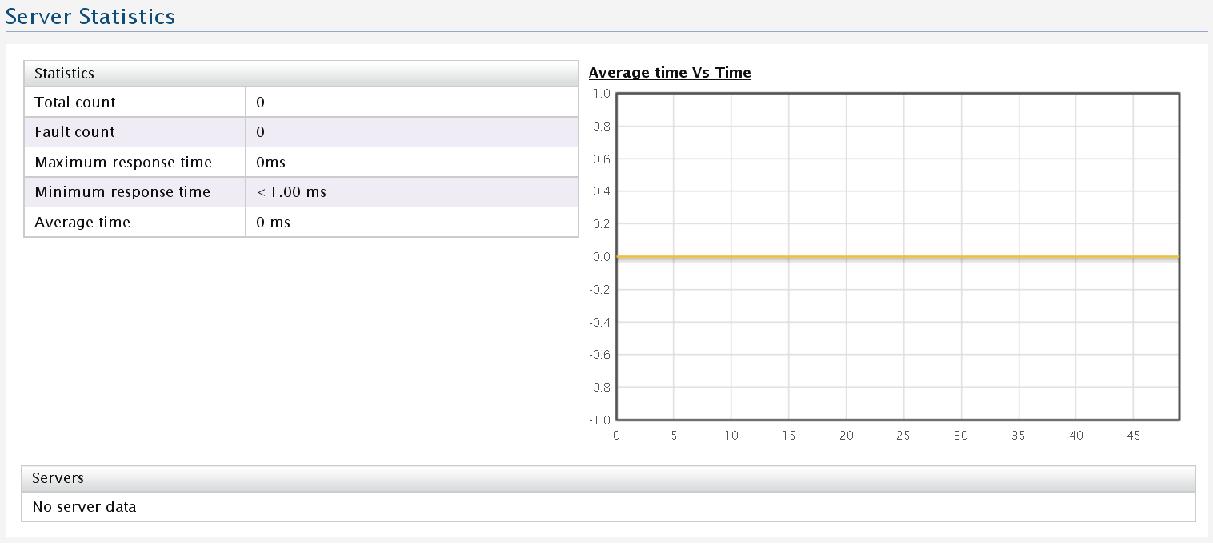 Server Statistics
Statistics
Total count 0
Fault count 0
Maximum response time 0ms
Minimum response time < 1.00 ms
Average time 0 ms
Average time Vs Time
1.0
0.8
0.6
0.4
0.2
0.0
-0.2
-0.4
-0.6
-0.8
-1.0
0 5 10 15 20 25 30 35 40 45
Servers
No server data